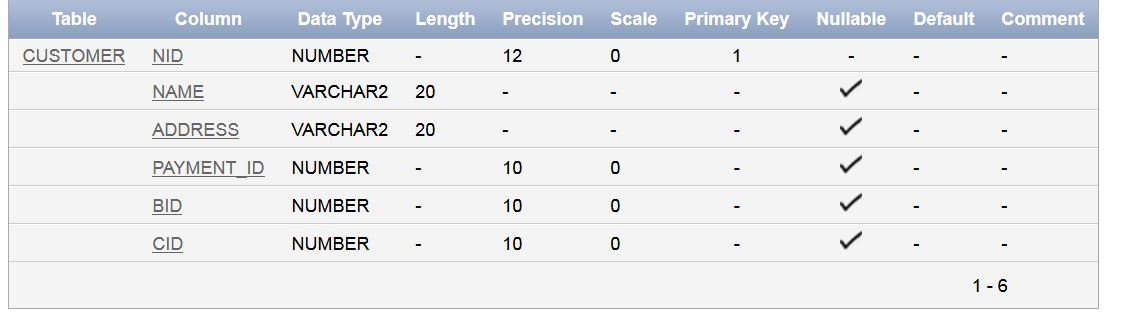 Table Column Data Type Length Precision Scale Primary Key Nullable Default Comment
CUSTOMER NID NUMBER - 12 0 1 - - -
NAME VARCHAR2 20 - - - - -
ADDRESS VARCHAR2 20 - - - - -
PAYMENT_ID NUMBER - 10 0 - - -
BID NUMBER - 10 0 - - -
CID NUMBER - 10 0 - - -
1 - 6